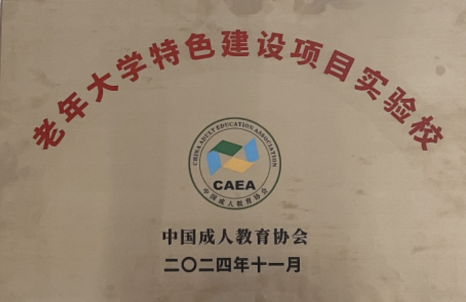 老年大学特色建设项目实验校
CHINA ADULT EDUCATION ASSOCIATION
CAEA
中国成人教育协会
中国成人教育协会
二〇二四年十一月